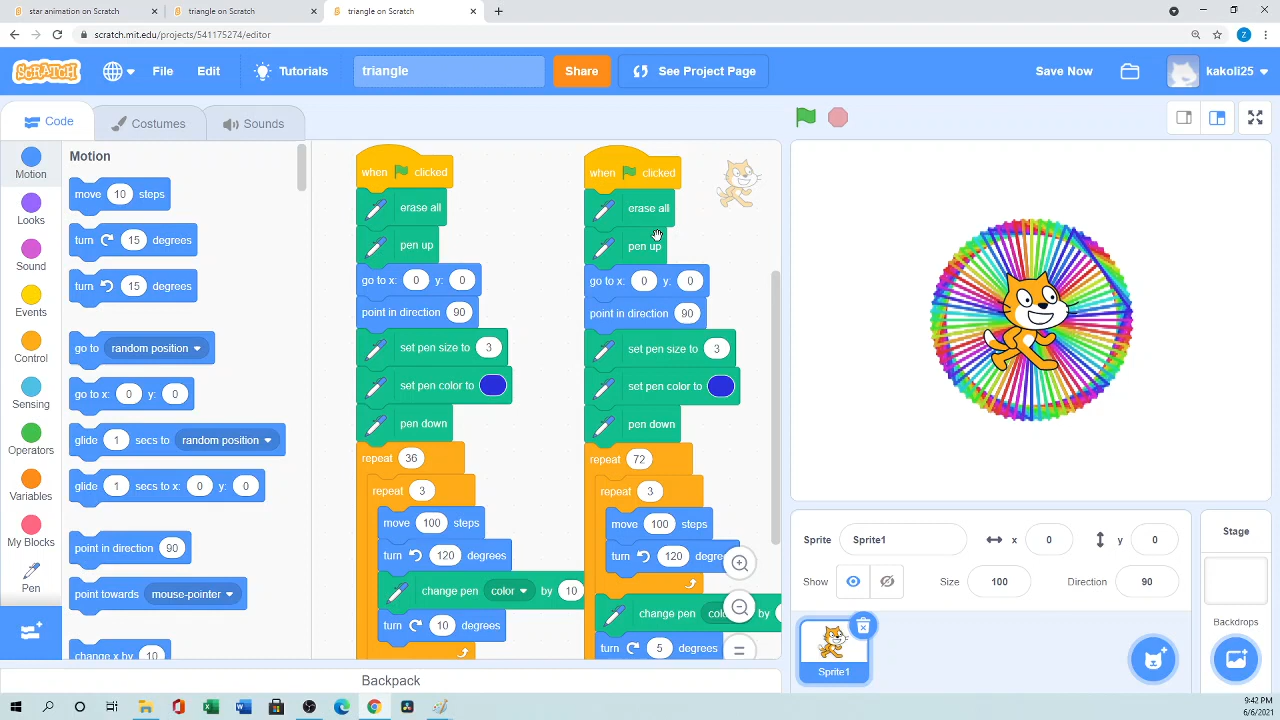 star animation on Scratch
triangle on Scratch
triangle on Scratch
scratch.mit.edu/projects/541175274/editor
Z
SCRATCH
File
Edit
Tutorials
triangle
Share
See Project Page
Save Now
kakoli25
Code
Costumes
Sounds
Motion
Looks
Sound
Events
Control
Sensing
Operators
Variables
My Blocks
Pen
Motion
move 10 steps
turn 15 degrees
turn 15 degrees
go to random position
go to x: 0 y: 0
glide 1 secs to random position
glide 1 secs to x: 0 y: 0
point in direction 90
point towards mouse-pointer
change x by 10
when clicked
erase all
pen up
go to x: 0 y: 0
point in direction 90
set pen size to 3
set pen color to
pen down
repeat 36
repeat 3
move 100 steps
turn 120 degrees
change pen color by 10
turn 10 degrees
when clicked
erase all
pen up
go to x: 0 y: 0
point in direction 90
set pen size to 3
set pen color to
pen down
repeat 72
repeat 3
move 100 steps
turn 120 degre
change pen colo by
turn 5 degrees
Backpack
Sprite Sprite1 x 0 y 0
Show Size 100 Direction 90
Sprite1
Stage
Backdrops
9:42 PM
6/6/2021